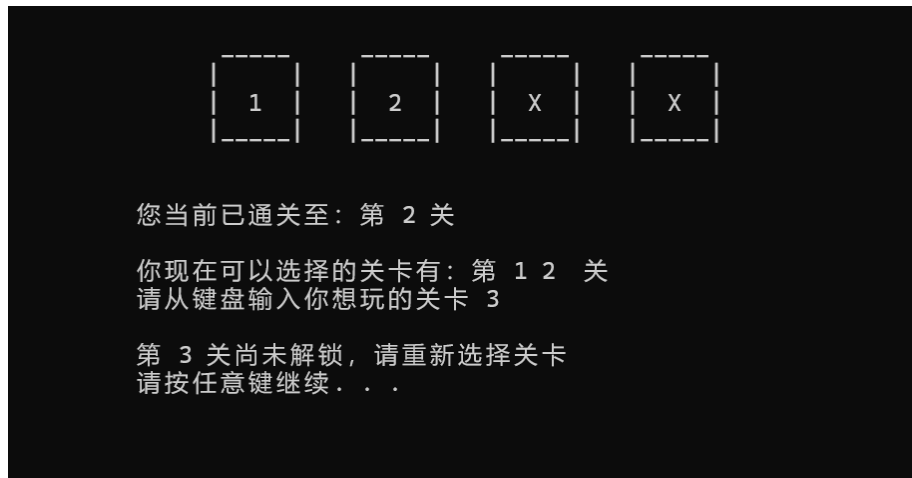 1 2 X X
您当前已通关至: 第 2 关
你现在可以选择的关卡有: 第 1 2 关
请从键盘输入你想玩的关卡 3
第 3 关尚未解锁, 请重新选择关卡
请按任意键继续. . .